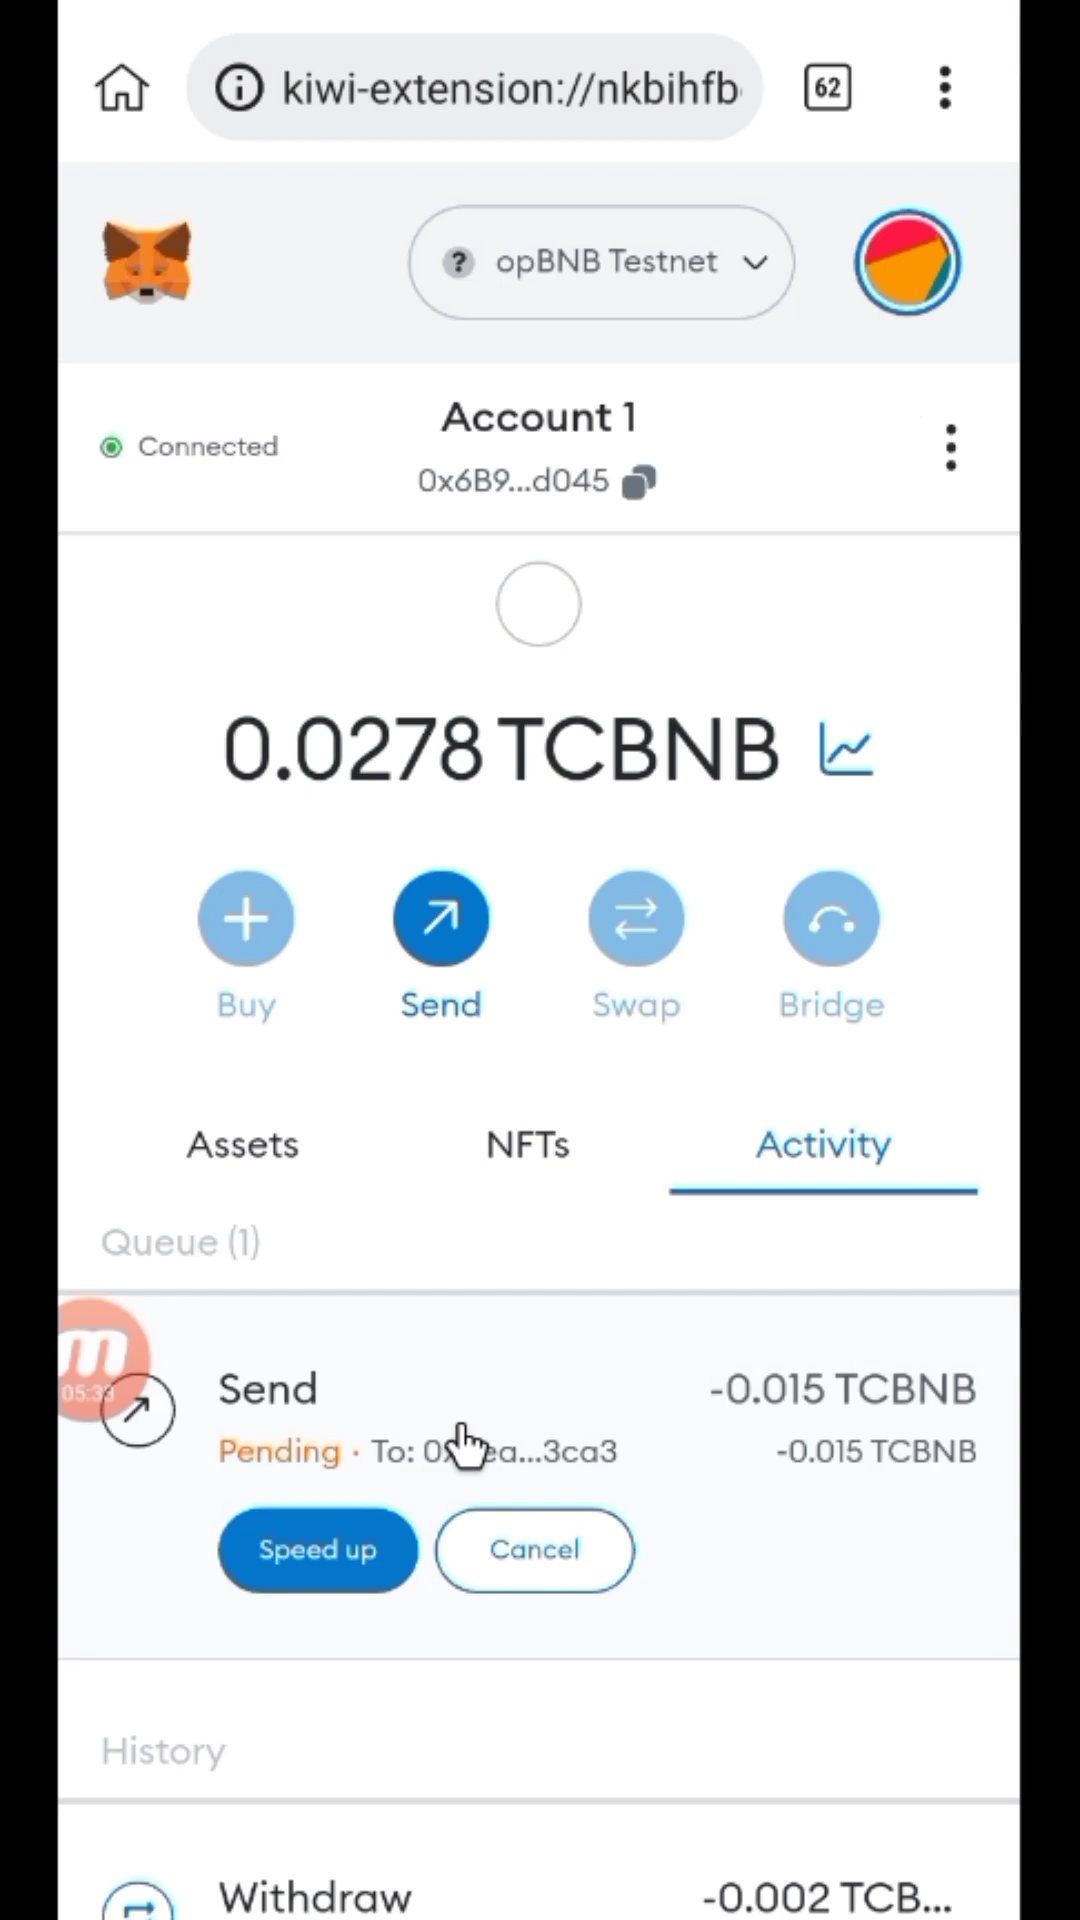 kiwi-extension://nkbihfb
62
? opBNB Testnet
Account 1
Connected
0x6B9...d045
0.0278 TCBNB
Buy
Send
Swap
Bridge
Assets
NFTs
Activity
Queue (1)
m
05:33
Send
-0.015 TCBNB
Pending · To: ...3ca3
-0.015 TCBNB
Speed up
Cancel
History
Withdraw
-0.002 TCB...